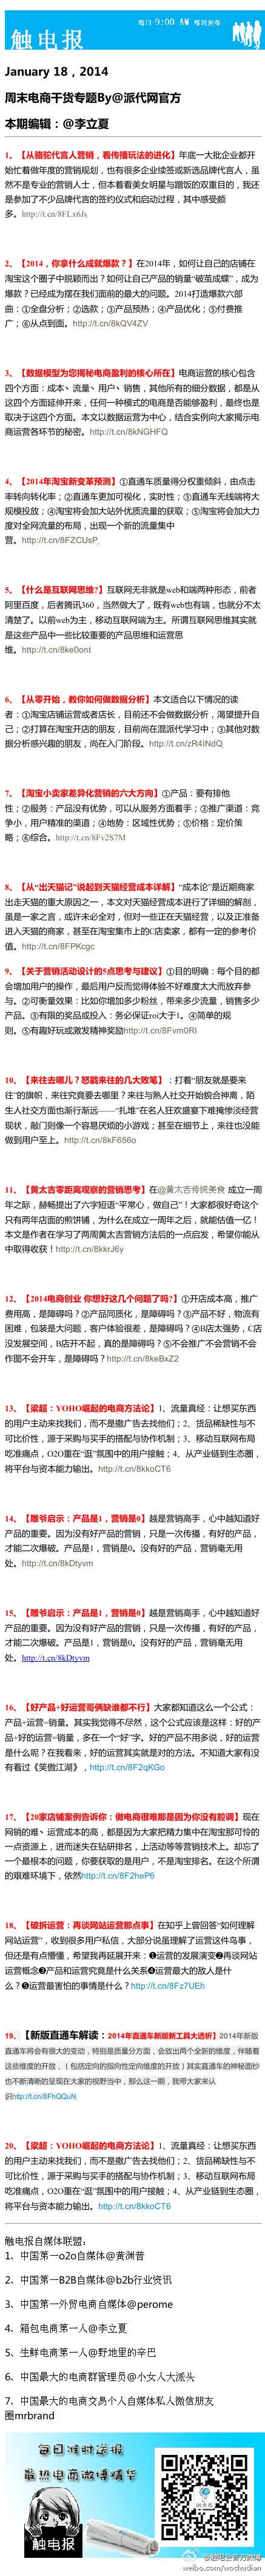 触电报
每日 9:00 AM 准时发布
January 18，2014
周末电商干货专题By@派代网官方
本期编辑：@李立夏
1、【从骆驼代言人营销，看传播玩法的进化】年底一大批企业都开
始忙着做年度的营销规划，也有很多企业续签或新选品牌代言人，虽
然不是专业的营销人士，但本着看美女明星与蹭饭的双重目的，我还
是参加了不少品牌代言的签约仪式和启动过程，其中感受颇
多。http://t.cn/8FLx6Js
2、【2014，你拿什么成就爆款？】在2014年，如何让自己的店铺在
淘宝这个圈子中脱颖而出？如何让自己产品的销量“破茧成蝶”，成为
爆款？已经成为摆在我们面前的最大的问题。2014打造爆款六部
曲：①全盘分析；②选款；③产品预热；④产品优化；⑤付费推
广；⑥从点到面。http://t.cn/8kQV4ZV
3、【数据模型为您揭秘电商盈利的核心所在】电商运营的核心包含
四个方面：成本、流量、用户、销售，其他所有的细分数据，都是从
这四个方面延伸开来，任何一种模式的电商是否能够盈利，最终也是
取决于这四个方面。本文以数据运营为中心，结合实例向大家揭示电
商运营各环节的秘密。http://t.cn/8kNGHFQ
4、【2014年淘宝新变革预测】①直通车质量得分权重倾斜，由点击
率转向转化率；②直通车更加可视化，实时性；③直通车无线端将大
规模投放；④淘宝将会加大站外优质流量的获取；⑤淘宝将会加大力
度对全网流量的布局，出现一个新的流量集中
营。http://t.cn/8FZCUsP
5、【什么是互联网思维?】互联网无非就是web和端两种形态，前者
阿里百度，后者腾讯360，当然做大了，既有web也有端，也就分不太
清楚了。以前web为主，移动互联网端为主。所谓互联网思维其实就
是这些产品中一些比较重要的产品思维和运营思
维。http://t.cn/8ke0ont
6、【从零开始，教你如何做数据分析】本文适合以下情况的读
者：①淘宝店铺运营或者店长，目前还不会做数据分析，渴望提升自
己；②打算在淘宝开店的朋友，目前尚在混派代学习中；③其他对数
据分析感兴趣的朋友，尚在入门阶段。http://t.cn/zR4INdQ
7、【淘宝小卖家差异化营销的六大方向】①产品：要有排他
性；②服务：产品没有优势，可以从服务方面着手；③推广渠道：竞
争小，用户精准的渠道；④地势：区域性优势；⑤价格：定价策
略；⑥综合。http://t.cn/8Fv2S7M
8、【从“出天猫记”说起到天猫经营成本详解】“成本论”是近期商家
出走天猫的重大原因之一，本文对天猫经营成本进行了详细的解剖，
虽是一家之言，或许未必全对，但对一些正在天猫经营，以及正准备
进入天猫的商家，甚至在淘宝集市上的C店卖家，都有一定的参考价
值。http://t.cn/8FPKcgc
9、【关于营销活动设计的5点思考与建议】①目的明确：每个目的都
会增加用户的操作，最后用户反而觉得体验不好难度太大而放弃参
与。②可衡量效果：比如你增加多少粉丝，带来多少流量，销售多少
产品。③有限的奖品或投入：务必保证roi大于1。④简单的规
则。⑤有趣好玩或激发精神奖励http://t.cn/8Fvm0RI
10、【来往去哪儿？怒戳来往的几大败笔】：打着“朋友就是要来
往”的旗帜，来往究竟要去哪里？来往与熟人社交开始貌合神离，陌
生人社交方面也渐行渐远——“扎堆”在名人狂欢盛宴下难掩惨淡经营
现状，敲门则像一个容易厌烦的小游戏；甚至在细节上，来往也没能
做到用户至上。http://t.cn/8kF656o
11、【黄太吉零距离观察的营销思考】在@黄太吉传统美食 成立一周
年之际，赫畅提出了六字短语“平常心，做自己”！大家都很好奇这个
只有两年店面的煎饼铺，为什么在成立一周年之后，就能估值一亿！
本文是作者在学习了两周黄太吉营销方法后的一点启发，希望你能从
中取得收获！http://t.cn/8kkrJ6y
12、【2014电商创业 你想好这几个问题了吗?】①开店成本高，推广
费用高，是障碍吗？②产品同质化，是障碍吗？③产品不好，物流有
困难，包装是大问题，客户体验很差，是障碍吗？④B店太强势，C店
没发展空间，B店开不起，真的是障碍吗？⑤不会推广不会营销不会
作图不会开车，是障碍吗？http://t.cn/8keBxZ2
13、【梁超：YOHO崛起的电商方法论】1、流量真经：让想买东西
的用户主动来找我们，而不是撒广告去找他们；2、货品稀缺性与不
可比价性，源于采购与买手的搭配与协作机制；3、移动互联网布局
吃准痛点，O2O重在“逛”氛围中的用户接触；4、从产业链到生态圈，
将平台与资本能力输出。http://t.cn/8kkoCT6
14、【雕爷启示：产品是1，营销是0】越是营销高手，心中越知道好
产品的重要。因为没有好产品的营销，只是一次传播，有好的产品，
才能二次爆破。产品是1，营销是0。没有好的产品，营销毫无用
处。http://t.cn/8kDtyvm
15、【雕爷启示：产品是1，营销是0】越是营销高手，心中越知道好
产品的重要。因为没有好产品的营销，只是一次传播，有好的产品，
才能二次爆破。产品是1，营销是0。没有好的产品，营销毫无用
处。http://t.cn/8kDtyvm
16、【好产品+好运营哥俩缺谁都不行】大家都知道这么一个公式：
产品+运营=销量。其实我觉得不尽然，这个公式应该是这样：好的产
品+好的运营=销量，多在一个“好”字。好的产品不用多说，好的运营
是什么呢？在我看来，好的运营其实就是对的方法。不知道大家有没
有看过《笑傲江湖》，http://t.cn/8F2qKGo
17、【20家店铺案例告诉你：做电商很难那是因为你没有腔调】现在
网销的难、运营成本的高，都是因为大家把精力集中在淘宝那可怜的
一点资源上，进而迷失在钻研排名，上活动等等营销技术上。却忘了
一个最根本的问题，你要获取的是用户，不是淘宝排名。在这个所谓
的艰难环境下，依然http://t.cn/8F2heP6
18、【破拆运营：再谈网站运营那点事】在知乎上曾回答“如何理解
网站运营”，收到很多用户私信，大部分说是理解了运营这件鸟事，
但还是有点懵懂，希望我再延展开来：❶运营的发展演变❷再谈网站
运营概念❸产品和运营究竟是什么关系❹运营最大的敌人是什
么？❺运营最害怕的事情是什么？http://t.cn/8Fz7UEh
19、【新版直通车解读：2014年直通车新版新工具大透析】2014年新版
直通车将会有很大的变动，特别是质量分方面，会放出两个全新的维度，伴随着
这些维度的开放，（包括定向的指向性定向维度的开放）其实直通车的神秘面纱
也不断清晰的呈现在大家的视野当中，那么这一期，我带大家来认
识http://t.cn/8FhQQuN
20、【梁超：YOHO崛起的电商方法论】1、流量真经：让想买东西
的用户主动来找我们，而不是撒广告去找他们；2、货品稀缺性与不
可比价性，源于采购与买手的搭配与协作机制；3、移动互联网布局
吃准痛点，O2O重在“逛”氛围中的用户接触；4、从产业链到生态圈，
将平台与资本能力输出。http://t.cn/8kkoCT6
触电报自媒体联盟：
1、中国第一o2o自媒体@黄渊普
2、中国第一B2B自媒体@b2b行业资讯
3、中国第一外贸电商自媒体@perome
4、箱包电商第一人@李立夏
5、生鲜电商第一人@野地里的辛巴
6、中国最大的电商群管理员@小女人大派头
7、中国最大的电商交易个人自媒体私人微信朋友
圈mrbrand
每日准时送报
最热电商微博精华
触电报
@触电会官方微博
weibo.com/wochudian